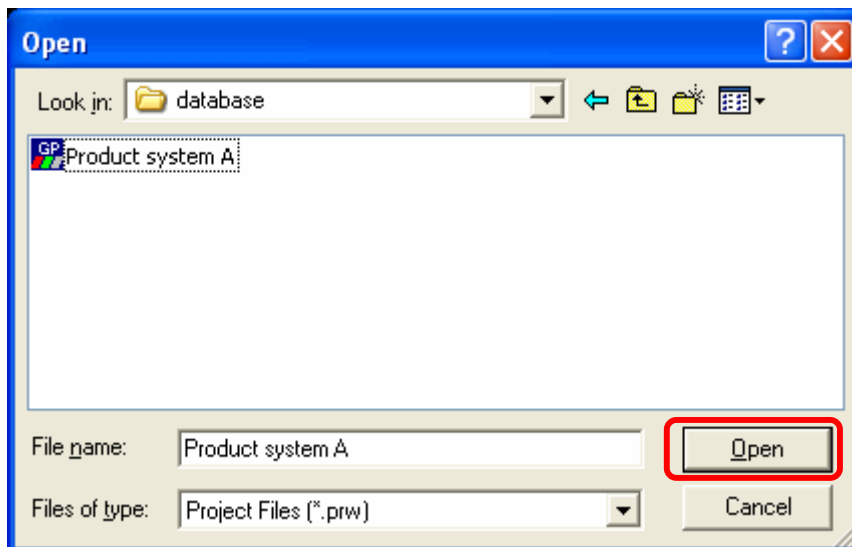 Open
Look in: database
GP Product system A
File name: Product system A Open
Files of type: Project Files (*.prw) Cancel